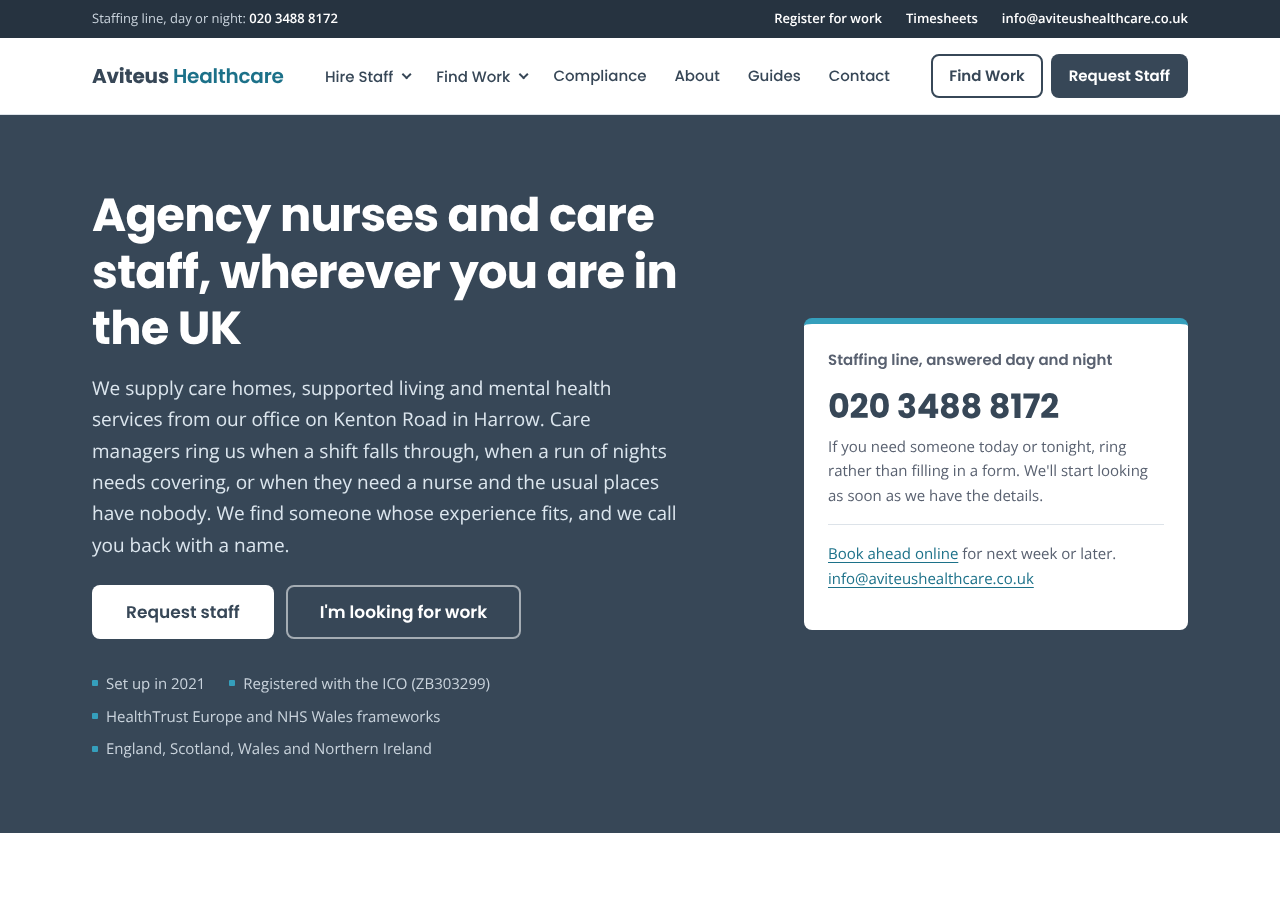 Staffing line, day or night: 020 3488 8172
Register for work
Timesheets
info@aviteushealthcare.co.uk
Aviteus Healthcare
Hire Staff
Find Work
Compliance
About
Guides
Contact
Find Work
Request Staff
Agency nurses and care
staff, wherever you are in
the UK
We supply care homes, supported living and mental health
services from our office on Kenton Road in Harrow. Care
managers ring us when a shift falls through, when a run of nights
needs covering, or when they need a nurse and the usual places
have nobody. We find someone whose experience fits, and we call
you back with a name.
Request staff
I'm looking for work
Set up in 2021
Registered with the ICO (ZB303299)
HealthTrust Europe and NHS Wales frameworks
England, Scotland, Wales and Northern Ireland
Staffing line, answered day and night
020 3488 8172
If you need someone today or tonight, ring
rather than filling in a form. We'll start looking
as soon as we have the details.
Book ahead online for next week or later.
info@aviteushealthcare.co.uk